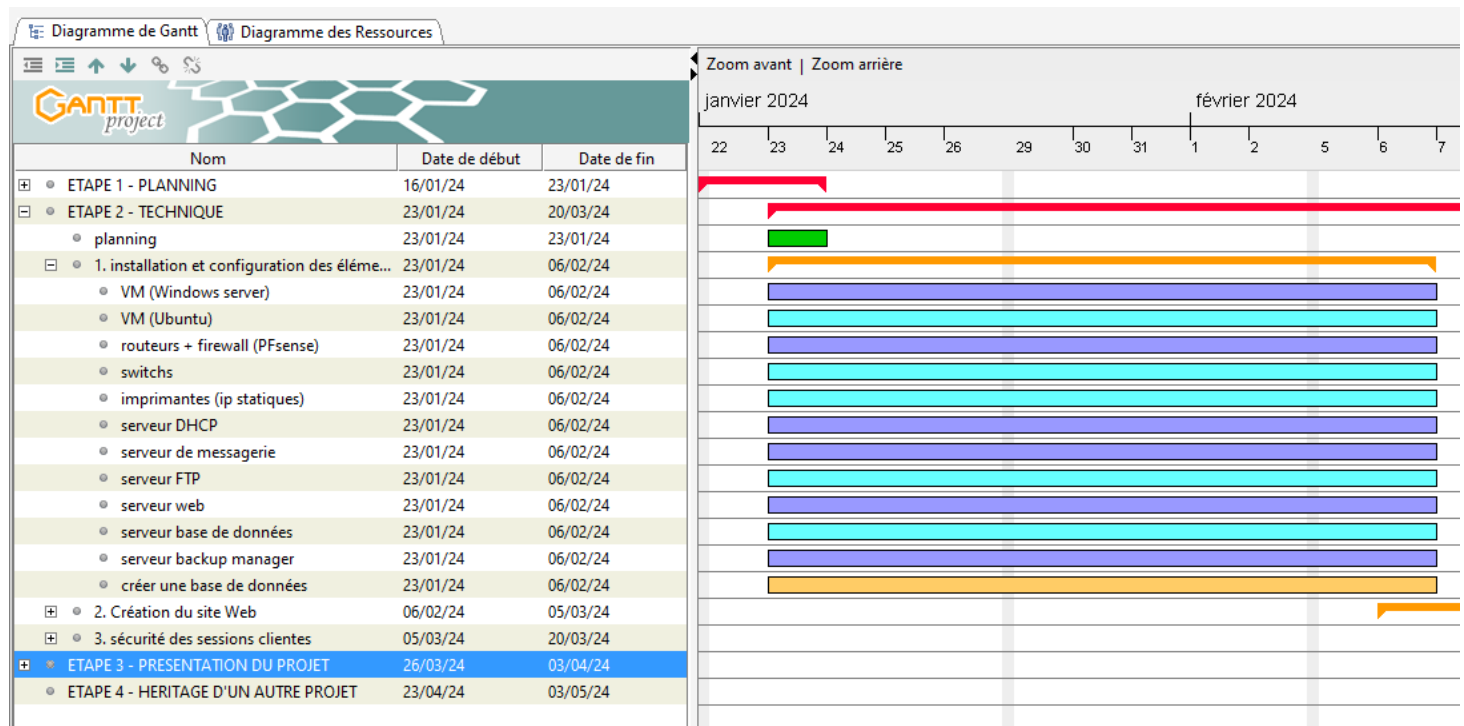 Diagramme de Gantt Diagramme des Ressources
Zoom avant | Zoom arrière
GANTT project
janvier 2024 février 2024
22 23 24 25 26 29 30 31 1 2 5 6 7
Nom Date de début Date de fin
ETAPE 1 - PLANNING 16/01/24 23/01/24
ETAPE 2 - TECHNIQUE 23/01/24 20/03/24
planning 23/01/24 23/01/24
1. installation et configuration des éléme... 23/01/24 06/02/24
VM (Windows server) 23/01/24 06/02/24
VM (Ubuntu) 23/01/24 06/02/24
routeurs + firewall (PFsense) 23/01/24 06/02/24
switchs 23/01/24 06/02/24
imprimantes (ip statiques) 23/01/24 06/02/24
serveur DHCP 23/01/24 06/02/24
serveur de messagerie 23/01/24 06/02/24
serveur FTP 23/01/24 06/02/24
serveur web 23/01/24 06/02/24
serveur base de données 23/01/24 06/02/24
serveur backup manager 23/01/24 06/02/24
créer une base de données 23/01/24 06/02/24
2. Création du site Web 06/02/24 05/03/24
3. sécurité des sessions clientes 05/03/24 20/03/24
ETAPE 3 - PRESENTATION DU PROJET 26/03/24 03/04/24
ETAPE 4 - HERITAGE D'UN AUTRE PROJET 23/04/24 03/05/24